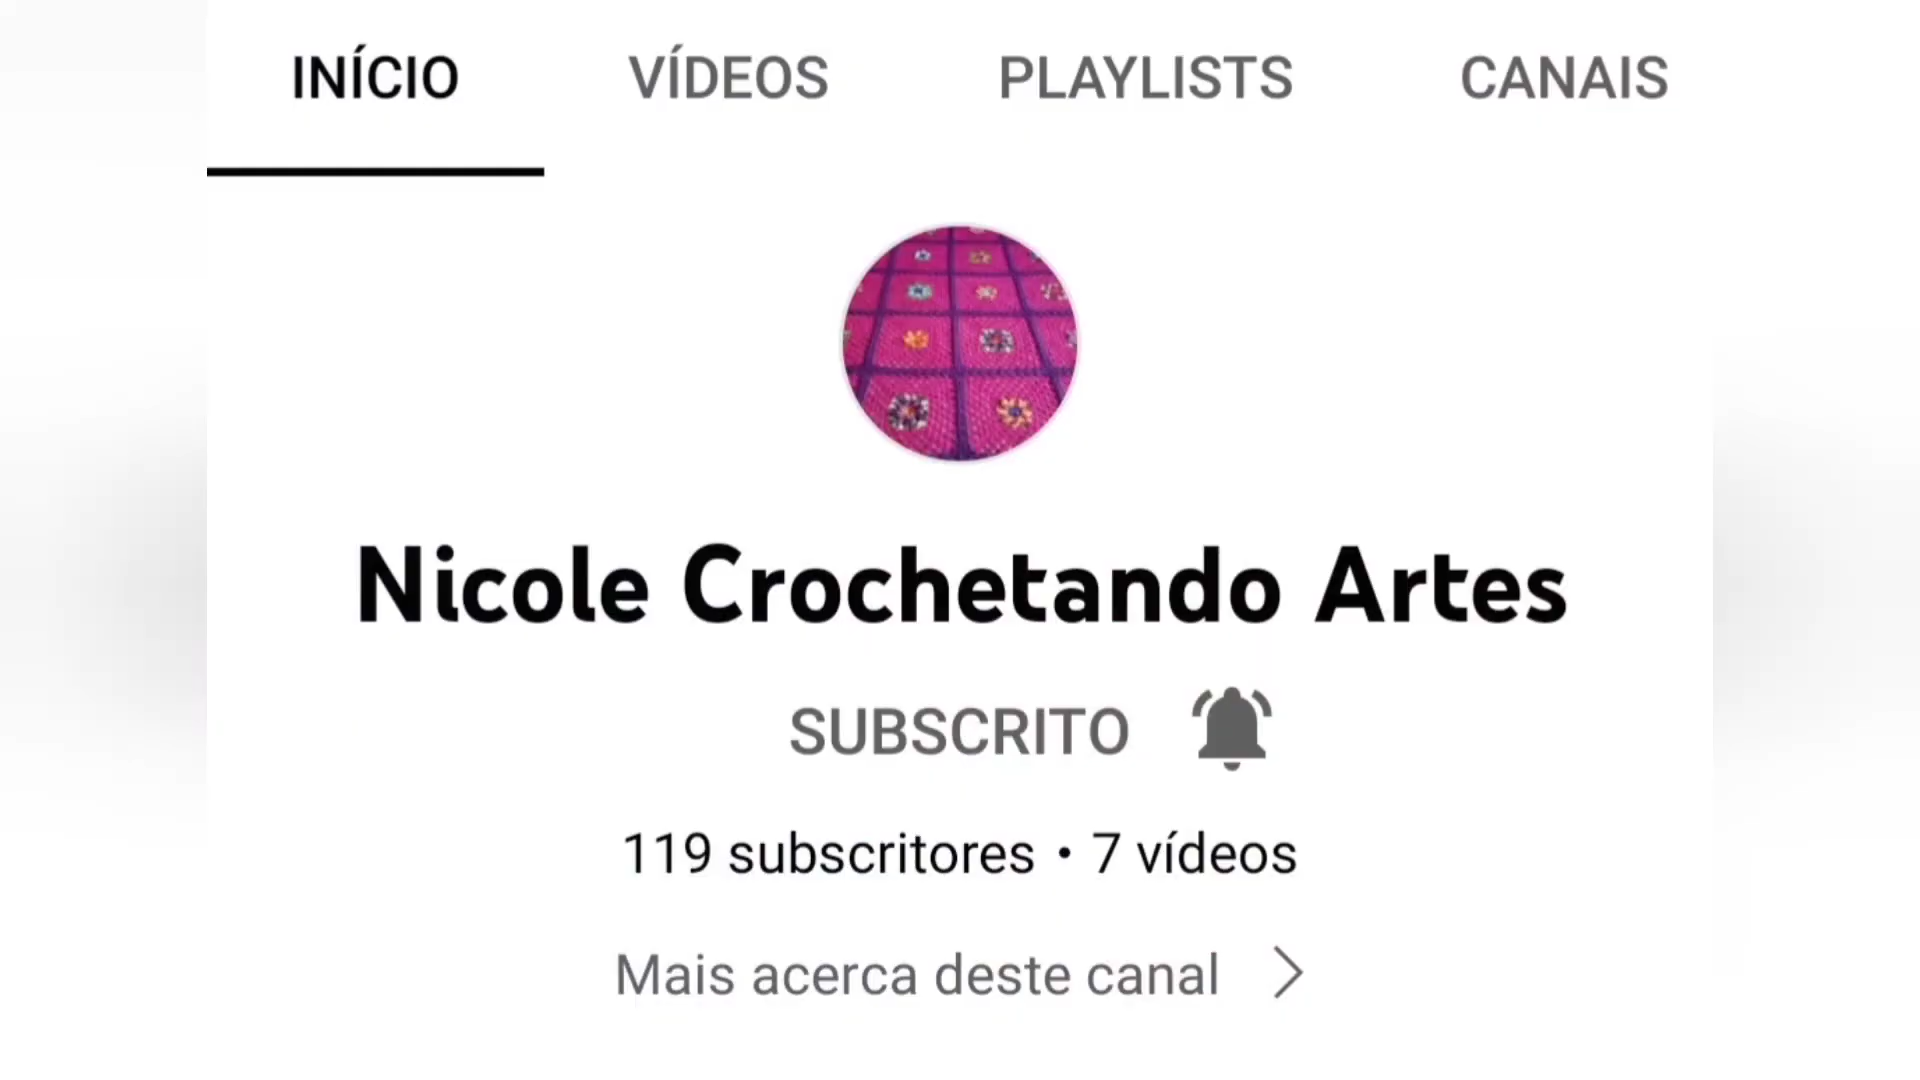 INÍCIO VÍDEOS PLAYLISTS CANAIS
Nicole Crochetando Artes
SUBSCRITO
119 subscritores • 7 vídeos
Mais acerca deste canal